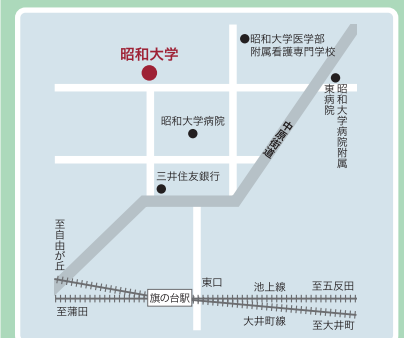 昭和大学医学部
附属看護専門学校
昭和大学
昭和大学病院附属
東病院
昭和大学病院
中原街道
三井住友銀行
至自由が丘
東口
池上線
至五反田
旗の台駅
至蒲田
大井町線
至大井町